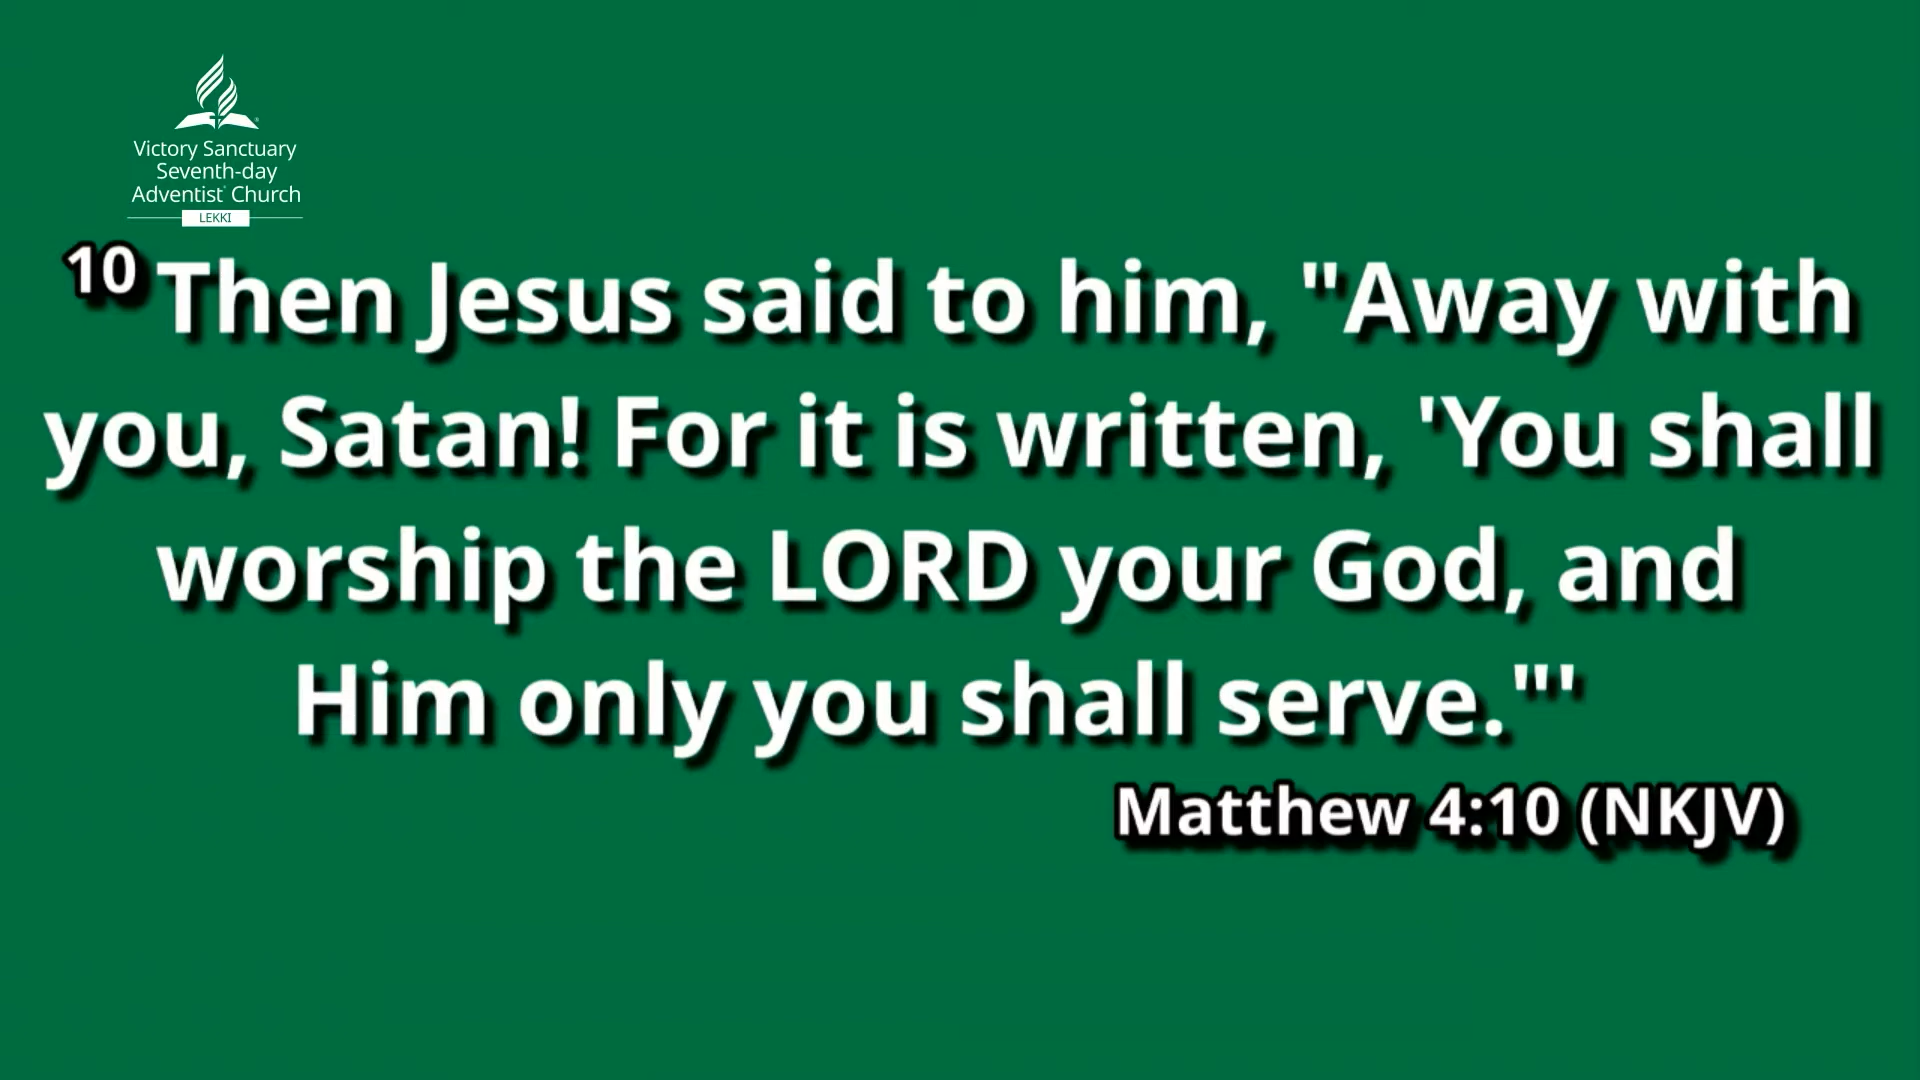 Victory Sanctuary
Seventh-day
Adventist® Church
LEKKI
10 Then Jesus said to him, "Away with
you, Satan! For it is written, 'You shall
worship the LORD your God, and
Him only you shall serve."'
Matthew 4:10 (NKJV)